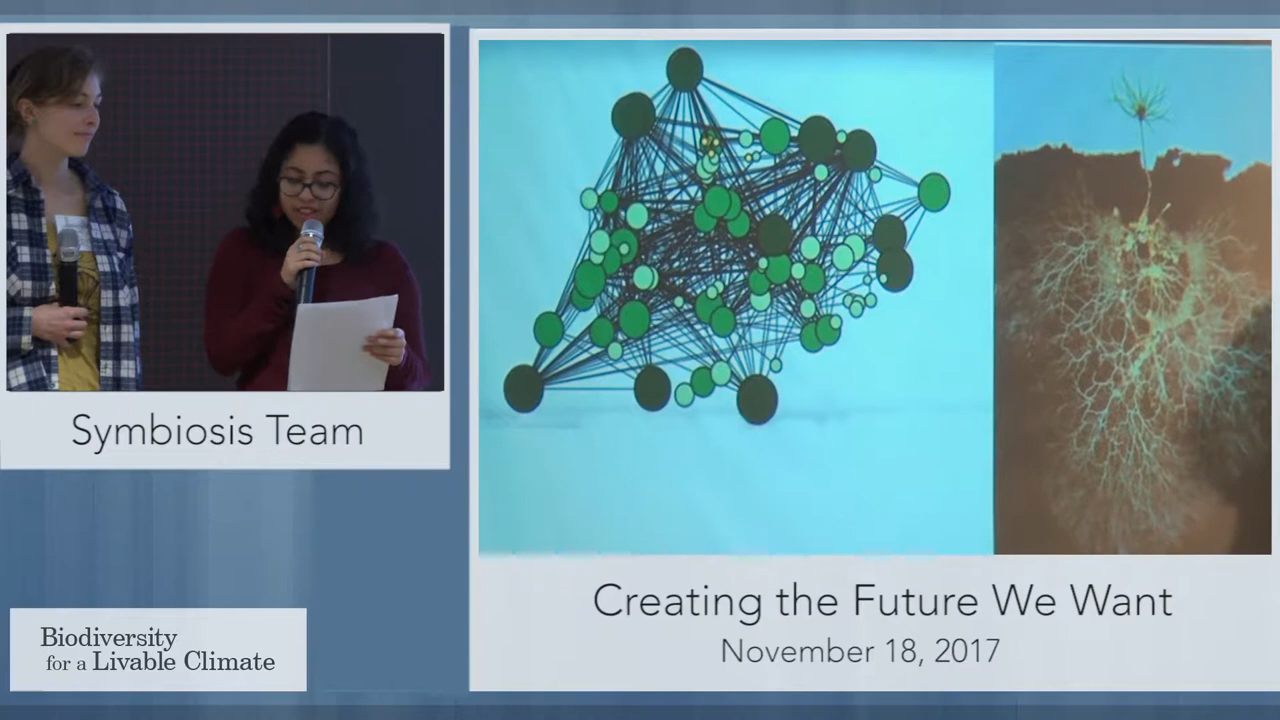 Symbiosis Team
Creating the Future We Want
November 18, 2017
Biodiversity
for a Livable Climate